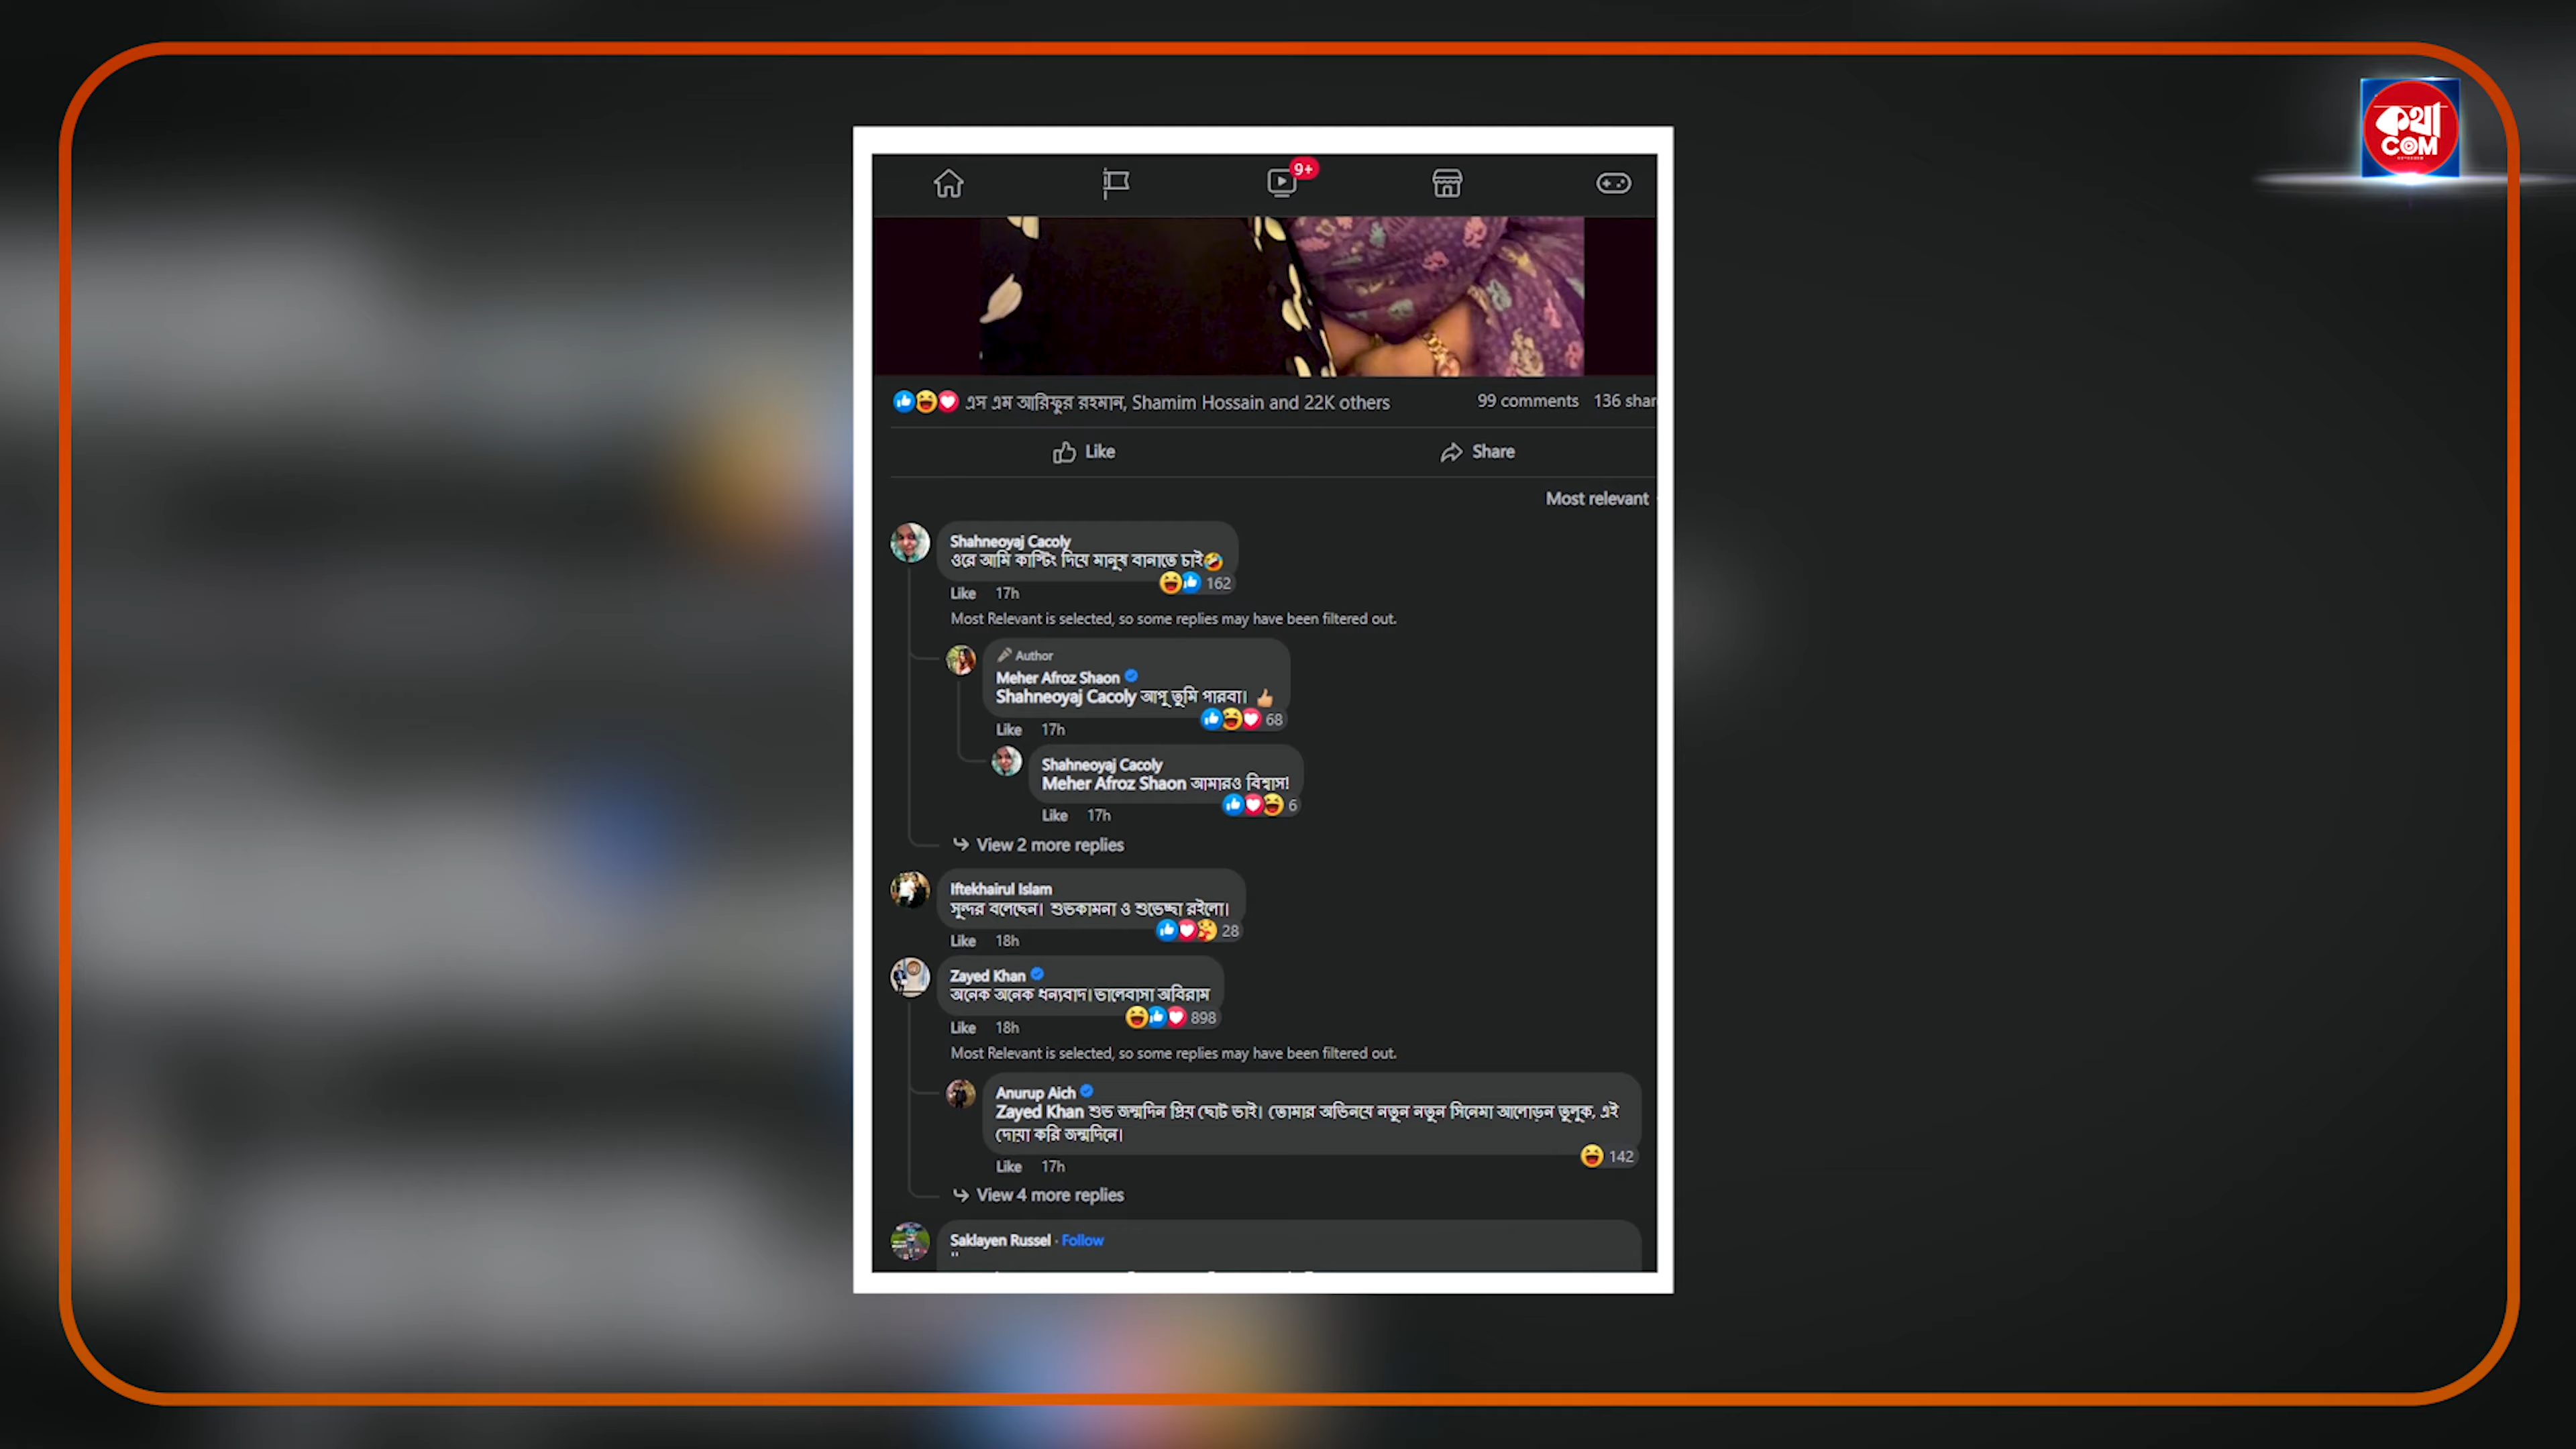 কথা
COM
9+
এস এম আরিফুর রহমান, Shamim Hossain and 22K others
99 comments 136 shar
Like
Share
Most relevant
Shahneoyaj Cacoly
ওরে আমি কাস্টিং দিয়ে মানুষ বানাতে চাই🤣
162
Like 17h
Most Relevant is selected, so some replies may have been filtered out.
Author
Meher Afroz Shaon
Shahneoyaj Cacoly আপু তুমি পারবা। 👍
68
Like 17h
Shahneoyaj Cacoly
Meher Afroz Shaon আমারও বিশ্বাস!
6
Like 17h
View 2 more replies
Iftekhairul Islam
সুন্দর বলেছেন। শুভকামনা ও শুভেচ্ছা রইলো।
28
Like 18h
Zayed Khan
অনেক অনেক ধন্যবাদ।ভালেবাসা অবিরাম
898
Like 18h
Most Relevant is selected, so some replies may have been filtered out.
Anurup Aich
Zayed Khan শুভ জন্মদিন প্রিয় ছোট ভাই। তোমার অভিনয়ে নতুন নতুন সিনেমা আলোড়ন তুলুক, এই
দোয়া করি জন্মদিনে।
142
Like 17h
View 4 more replies
Saklayen Russel · Follow
"